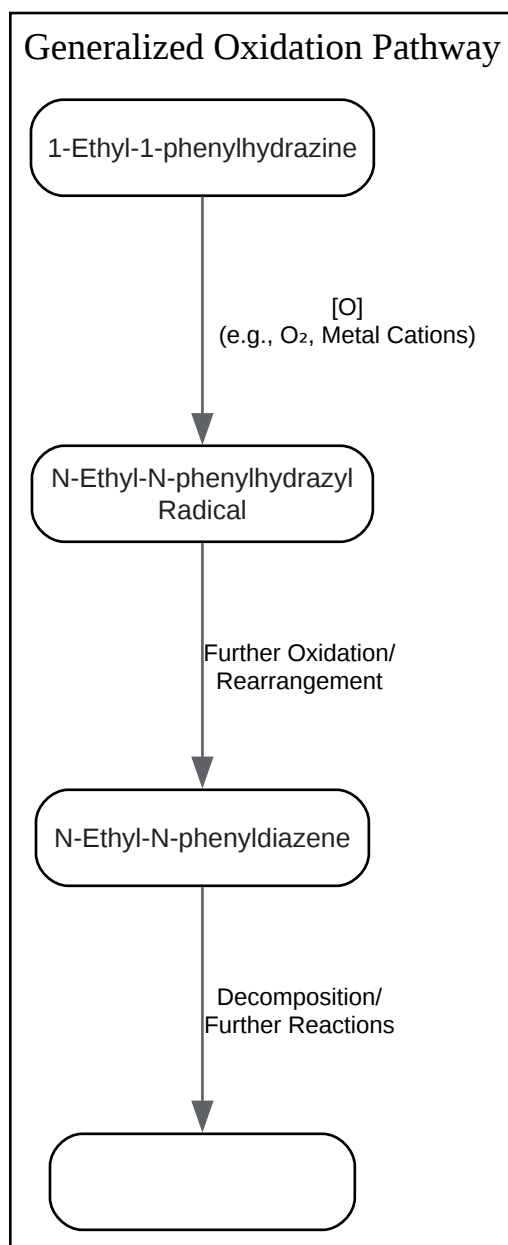 Generalized Oxidation Pathway
1-Ethyl-1-phenylhydrazine
[O]
(e.g., O₂, Metal Cations)
N-Ethyl-N-phenylhydrazyl
Radical
Further Oxidation/
Rearrangement
N-Ethyl-N-phenyldiazene
Decomposition/
Further Reactions